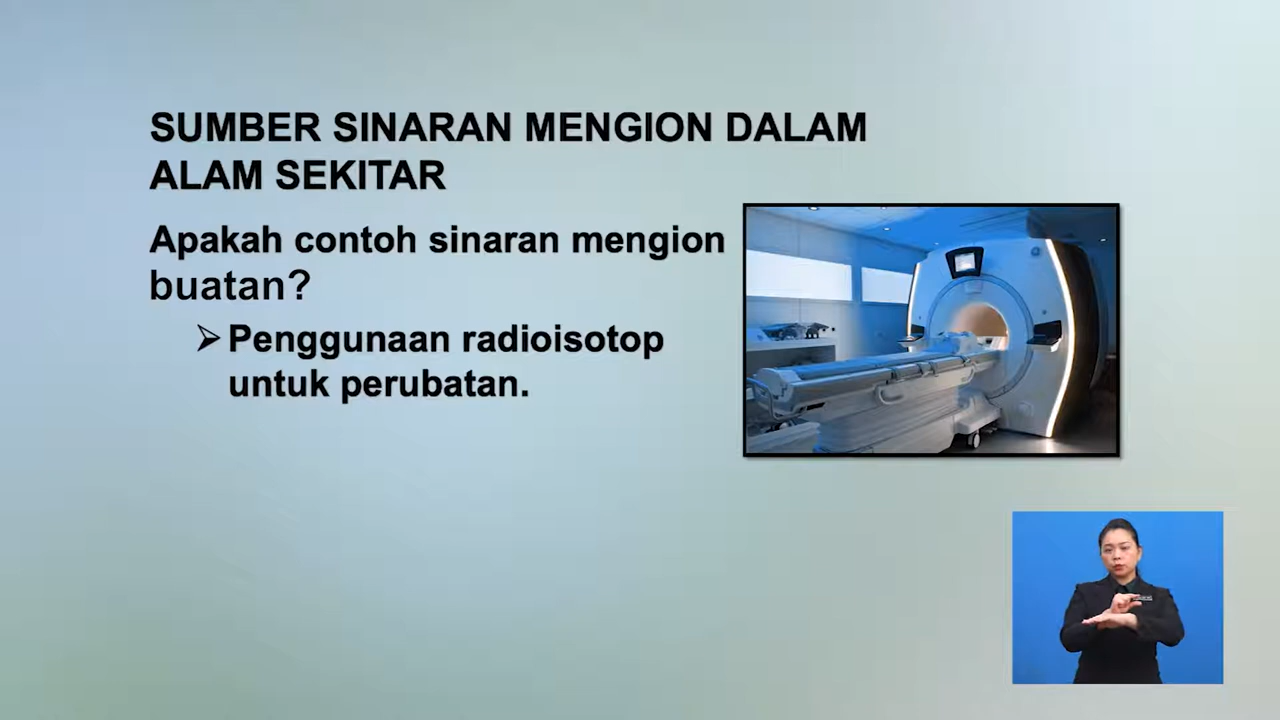 SUMBER SINARAN MENGION DALAM
ALAM SEKITAR
Apakah contoh sinaran mengion
buatan?
Penggunaan radioisotop
untuk perubatan.